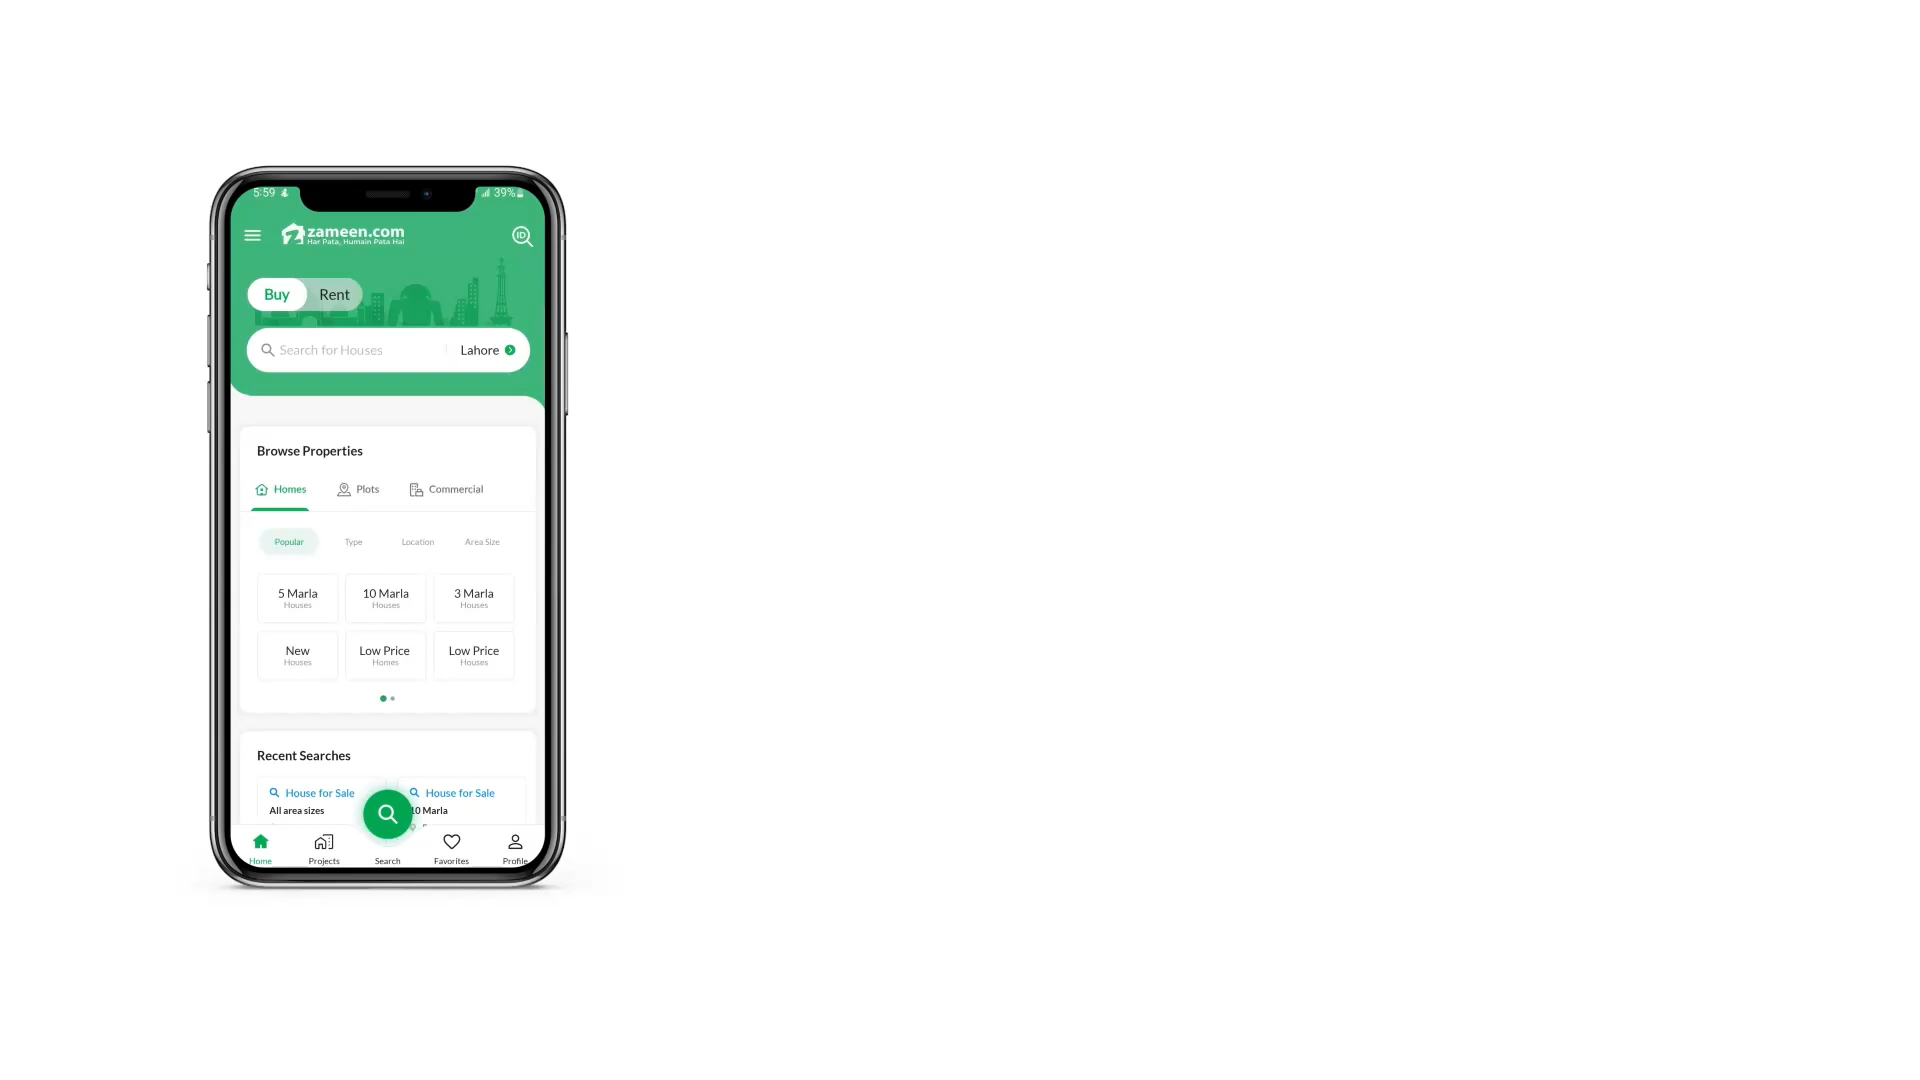 5:59
39%
zameen.com
Har Pata, Humain Pata Hai
ID
Buy Rent
Search for Houses Lahore
Browse Properties
Homes Plots Commercial
Popular Type Location Area Size
5 Marla 10 Marla 3 Marla
Houses Houses Houses
New Low Price Low Price
Houses Homes Houses
Recent Searches
House for Sale House for Sale
All area sizes 10 Marla
Home Projects Search Favorites Profile